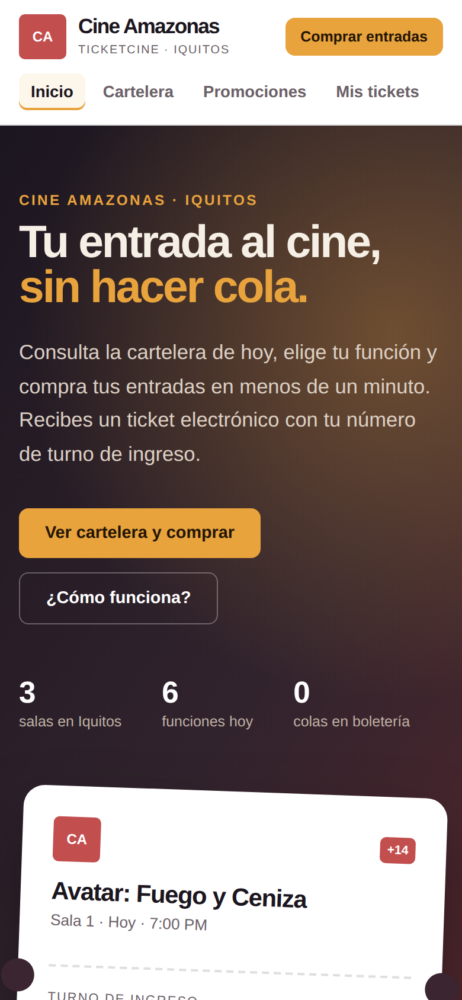 CA
Cine Amazonas
TICKETCINE · IQUITOS
Comprar entradas
Inicio
Cartelera
Promociones
Mis tickets
CINE AMAZONAS · IQUITOS
Tu entrada al cine,
sin hacer cola.
Consulta la cartelera de hoy, elige tu función y
compra tus entradas en menos de un minuto.
Recibes un ticket electrónico con tu número
de turno de ingreso.
Ver cartelera y comprar
¿Cómo funciona?
3
salas en Iquitos
6
funciones hoy
0
colas en boletería
CA
+14
Avatar: Fuego y Ceniza
Sala 1 · Hoy · 7:00 PM
TURNO DE INGRESO